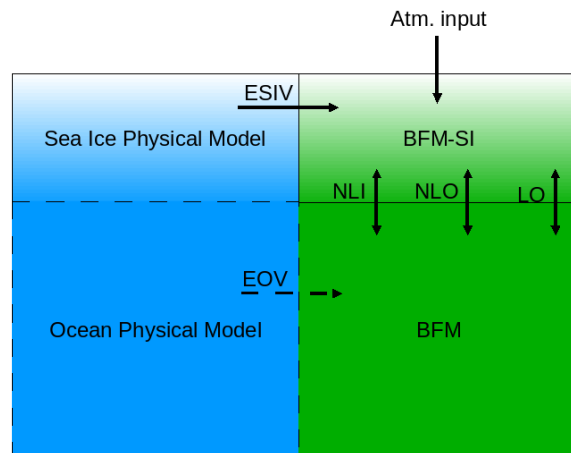 Atm. input
ESIV
Sea Ice Physical Model
BFM-SI
NLI
NLO
LO
EOV
Ocean Physical Model
BFM